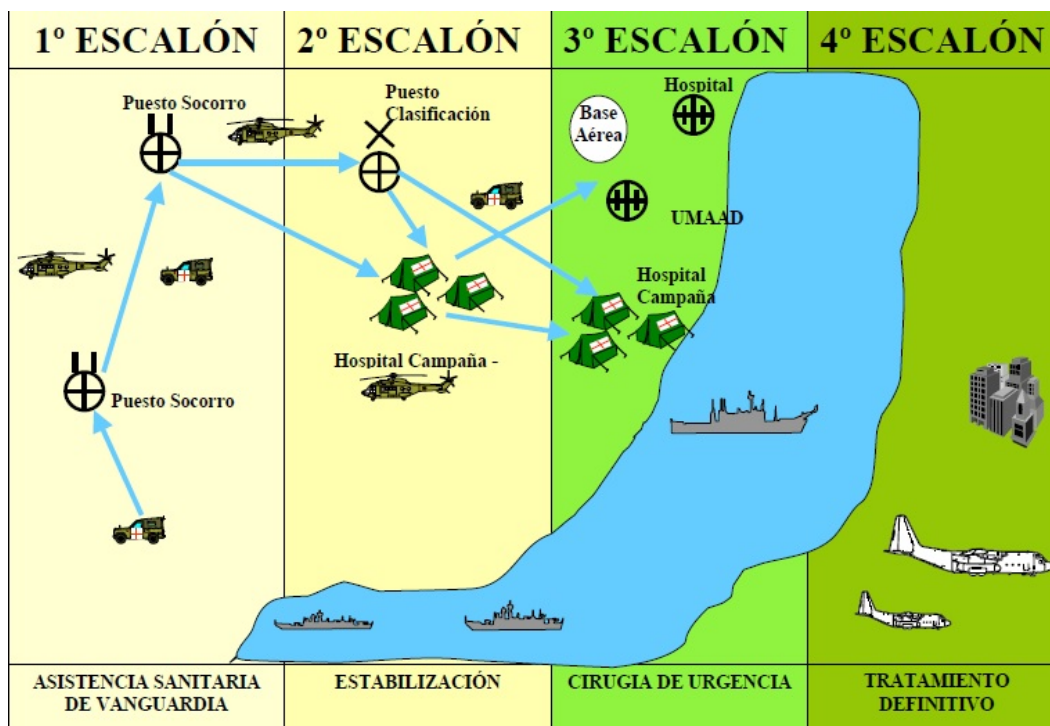 1º ESCALÓN
2º ESCALÓN
3º ESCALÓN
4º ESCALÓN
Puesto Socorro
Puesto
Clasificación
Base
Aérea
Hospital
UMAAD
Hospital
Campaña
Hospital Campaña -
Puesto Socorro
ASISTENCIA SANITARIA
DE VANGUARDIA
ESTABILIZACIÓN
CIRUGIA DE URGENCIA
TRATAMIENTO
DEFINITIVO